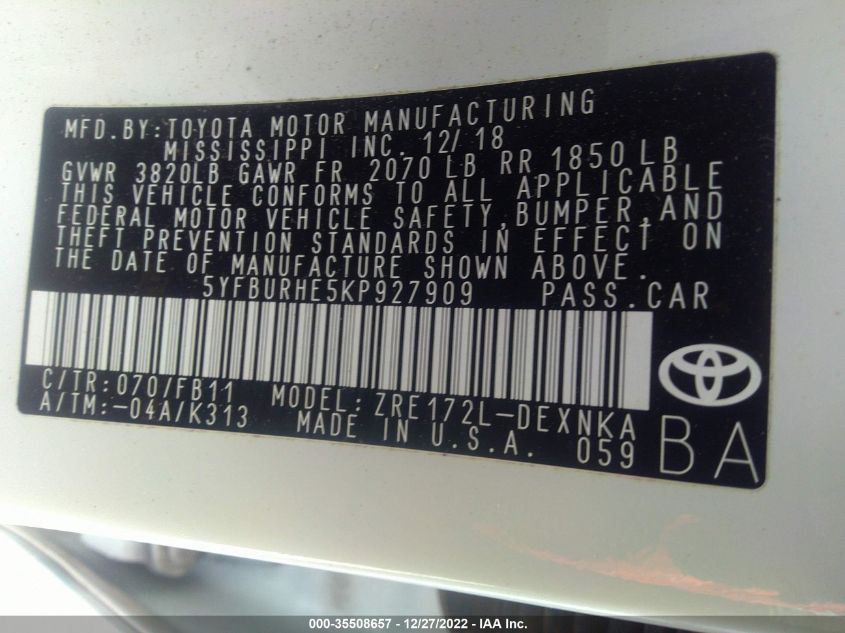 MFD.BY:TOYOTA MOTOR MANUFACTURING
MISSISSIPPI INC. 12/18
GVWR 3820LB GAWR FR 2070 LB RR 1850LB
THIS VEHICLE CONFORMS TO ALL APPLICABLE
FEDERAL MOTOR VEHICLE SAFETY,BUMPER,AND
THEFT PREVENTION STANDARDS IN EFFECT ON
THE DATE OF MANUFACTURE SHOWN ABOVE.
5YFBURHE5KP927909 PASS.CAR
C/TR:070/FB11 MODEL:ZRE172L-DEXNKA
A/TM:-04A/K313 MADE IN U.S.A. 059
BA
000-35508657 - 12/27/2022 - IAA Inc.